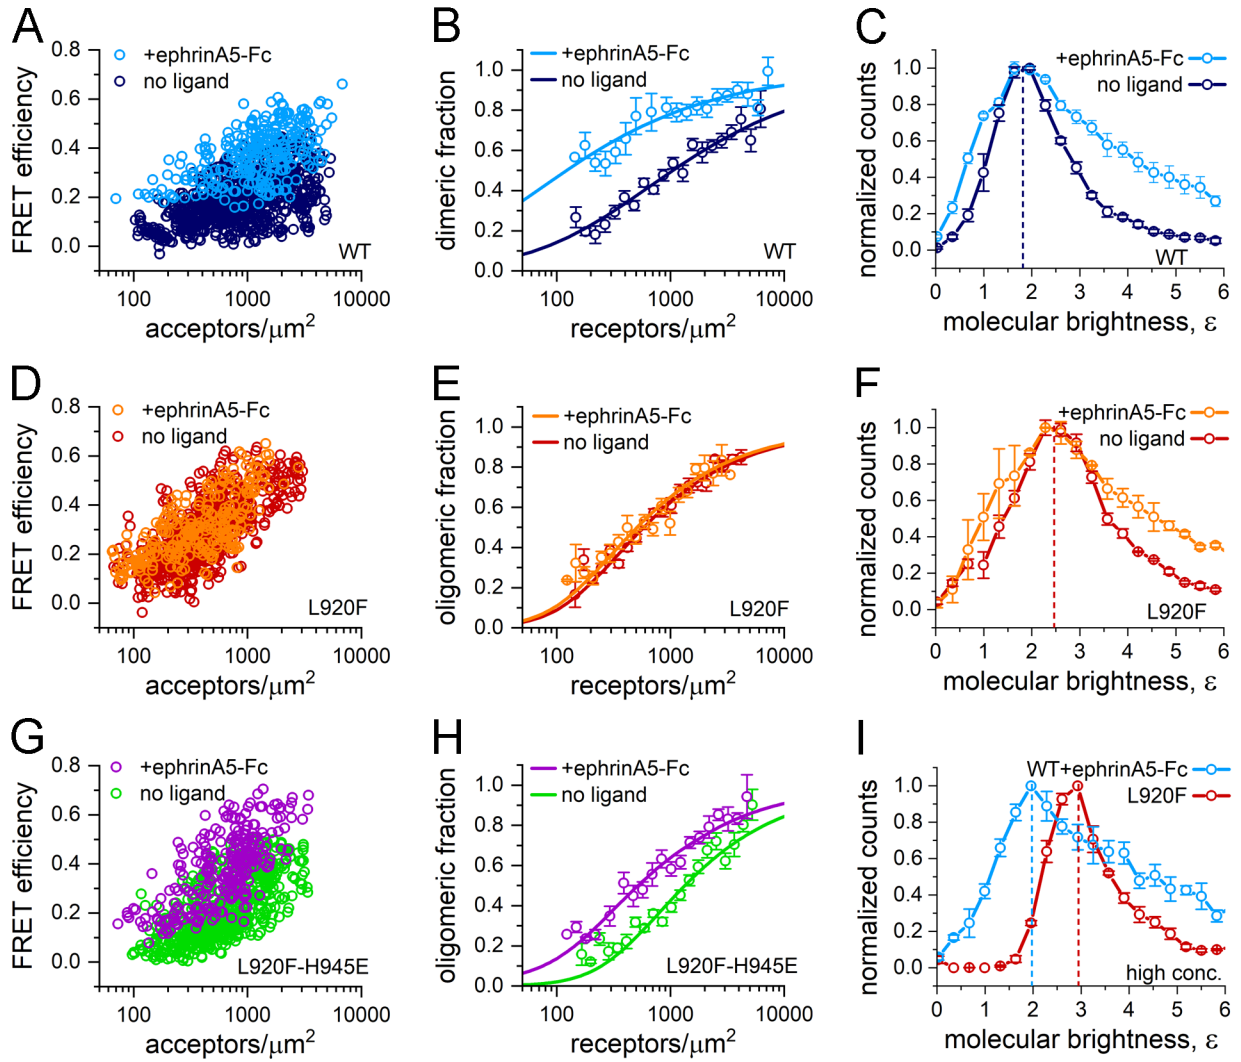 A
FRET efficiency
0.8
0.6
0.4
0.2
0.0
+ephrinA5-Fc
no ligand
WT
100
1000
10000
acceptors/μm²
B
dimeric fraction
1.0
0.8
0.6
0.4
0.2
0.0
+ephrinA5-Fc
no ligand
WT
100
1000
10000
receptors/μm²
C
normalized counts
1.0
0.8
0.6
0.4
0.2
0.0
+ephrinA5-Fc
no ligand
WT
0 1 2 3 4 5 6
molecular brightness, ε
D
FRET efficiency
0.8
0.6
0.4
0.2
0.0
+ephrinA5-Fc
no ligand
L920F
100
1000
10000
acceptors/μm²
E
oligomeric fraction
1.0
0.8
0.6
0.4
0.2
0.0
+ephrinA5-Fc
no ligand
L920F
100
1000
10000
receptors/μm²
F
normalized counts
1.0
0.8
0.6
0.4
0.2
0.0
+ephrinA5-Fc
no ligand
L920F
0 1 2 3 4 5 6
molecular brightness, ε
G
FRET efficiency
0.8
0.6
0.4
0.2
0.0
+ephrinA5-Fc
no ligand
L920F-H945E
100
1000
10000
acceptors/μm²
H
oligomeric fraction
1.0
0.8
0.6
0.4
0.2
0.0
+ephrinA5-Fc
no ligand
L920F-H945E
100
1000
10000
receptors/μm²
I
normalized counts
1.0
0.8
0.6
0.4
0.2
0.0
WT+ephrinA5-Fc
L920F
high conc.
0 1 2 3 4 5 6
molecular brightness, ε